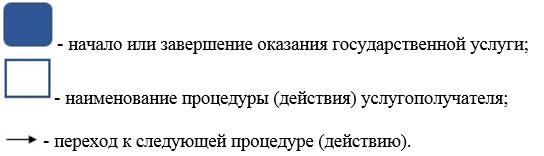 - начало или завершение оказания государственной услуги;
- наименование процедуры (действия) услугополучателя;
- переход к следующей процедуре (действию).